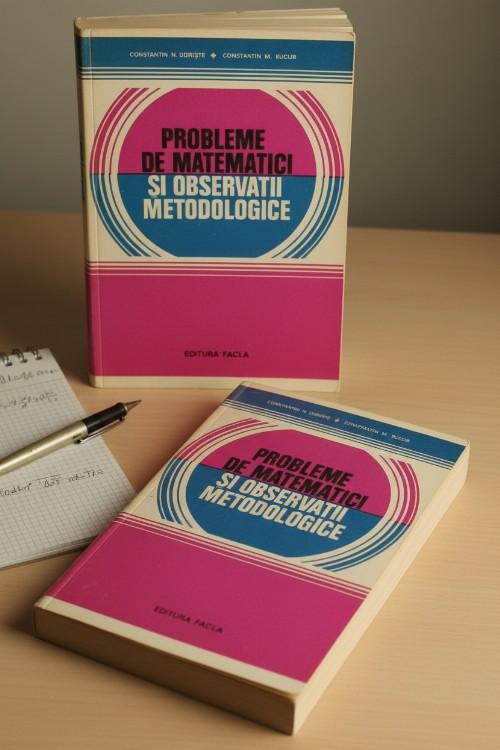 CONSTANTIN N. UDRIȘTE ✦ CONSTANTIN M. BUCUR
PROBLEME
DE MATEMATICI
ȘI OBSERVAȚII
METODOLOGICE
EDITURA FACLA
CONSTANTIN N. UDRIȘTE ✦ CONSTANTIN M. BUCUR
PROBLEME
DE MATEMATICI
ȘI OBSERVAȚII
METODOLOGICE
EDITURA FACLA